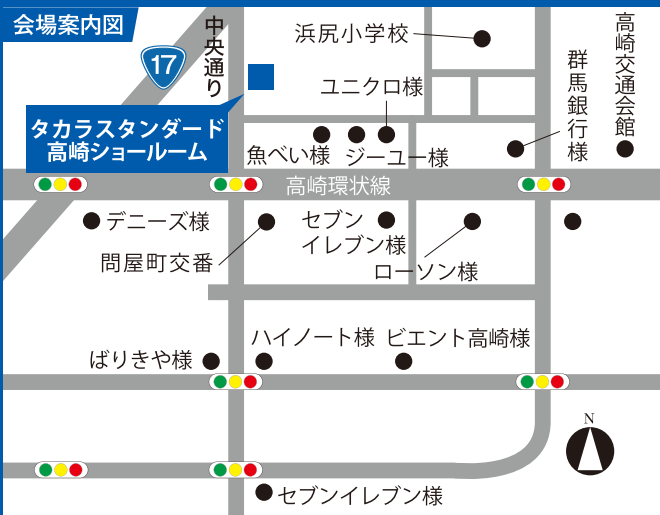 会場案内図
17
中央通り
タカラスタンダード
高崎ショールーム
浜尻小学校
ユニクロ様
魚べい様
ジーユー様
群馬銀行様
高崎交通会館
高崎環状線
デニーズ様
問屋町交番
セブン
イレブン様
ローソン様
ハイノート様
ビエント高崎様
ばりきや様
N
セブンイレブン様